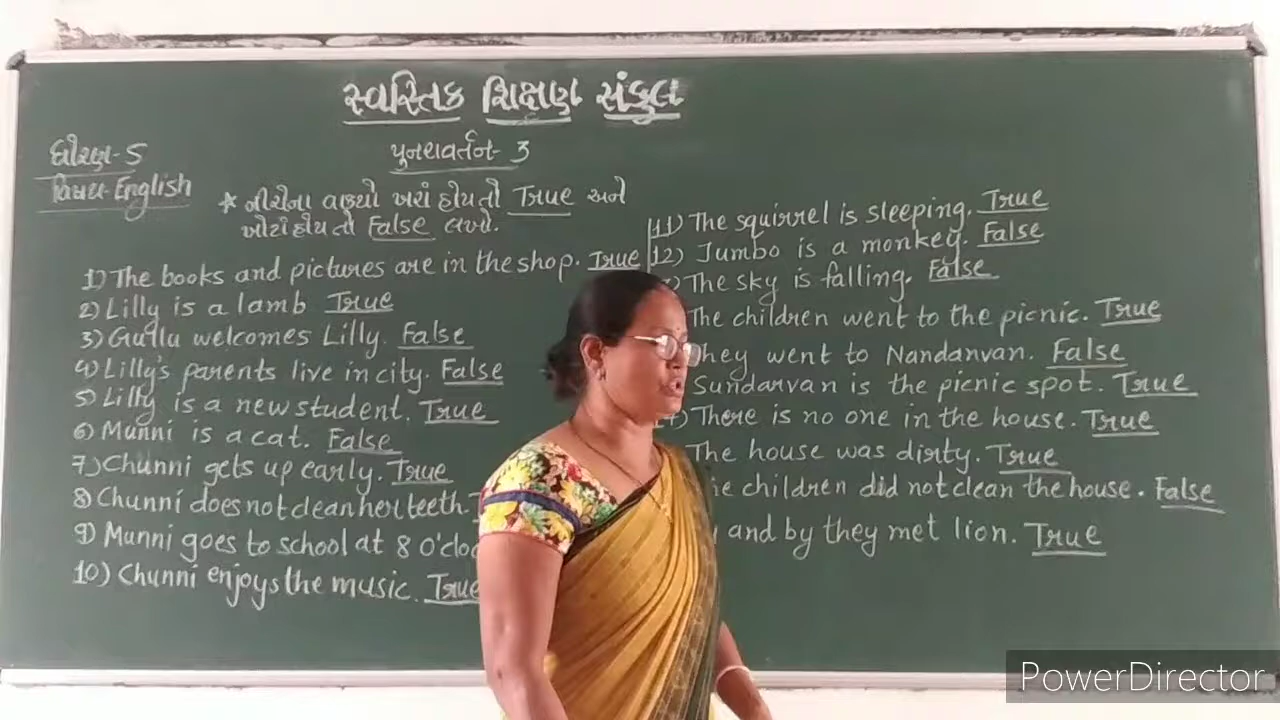 સ્વસ્તિક શિક્ષણ સંકુલ
ધોરણ-5
પુનરાવર્તન-3
વિષય-English
* નીચેના વાક્યો ખરાં હોય તો True અને
ખોટાં હોય તો False લખો.
1) The books and pictures are in the shop. True
2) Lilly is a lamb True
3) Gullu welcomes Lilly. False
4) Lilly's parents live in city. False
5) Lilly is a new student. True
6) Munni is a cat. False
7) Chunni gets up early. True
8) Chunni does not clean her teeth.
9) Munni goes to school at 8
10) Chunni enjoys the music. True
11) The squirrel is sleeping. True
12) Jumbo is a monkey. False
The sky is falling. False
The children went to the picnic. True
They went to Nandanvan. False
Sundarvan is the picnic spot. True
There is no one in the house. True
The house was dirty. True
children did not clean the house. False
and by they met lion. True
PowerDirector